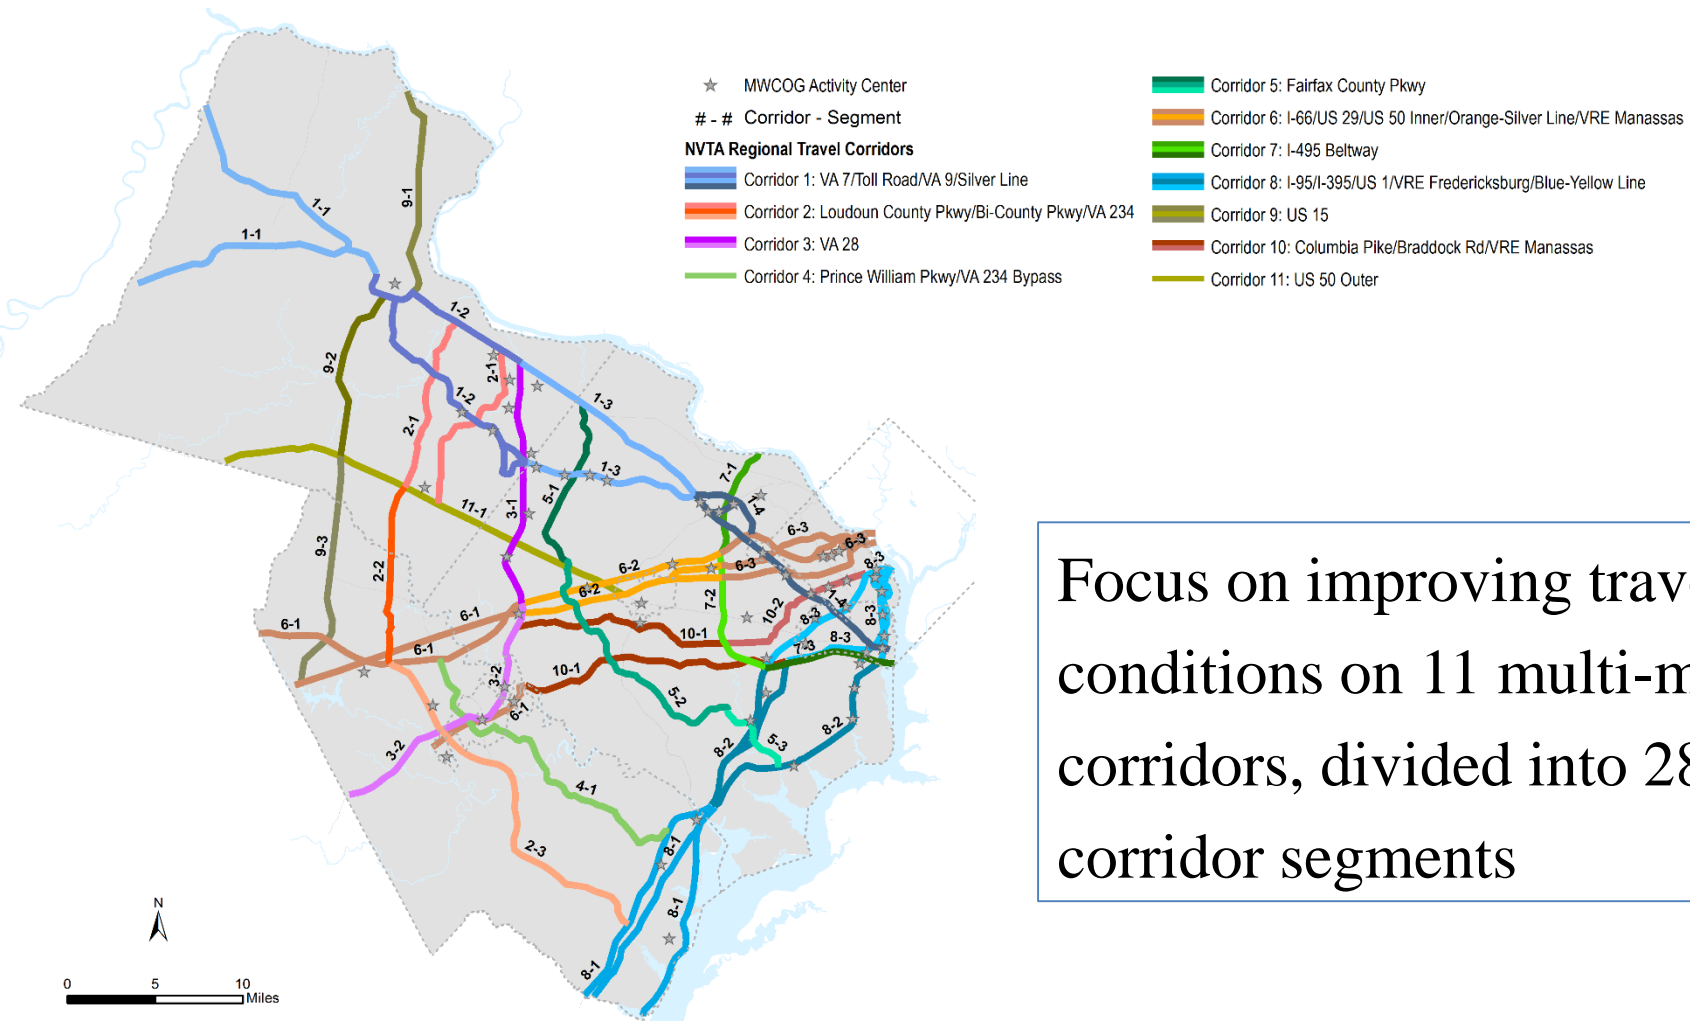 MWCOG Activity Center
# - # Corridor - Segment
NVTA Regional Travel Corridors
Corridor 1: VA 7/Toll Road/VA 9/Silver Line
Corridor 2: Loudoun County Pkwy/Bi-County Pkwy/VA 234
Corridor 3: VA 28
Corridor 4: Prince William Pkwy/VA 234 Bypass
Corridor 5: Fairfax County Pkwy
Corridor 6: I-66/US 29/US 50 Inner/Orange-Silver Line/VRE Manassas
Corridor 7: I-495 Beltway
Corridor 8: I-95/I-395/US 1/VRE Fredericksburg/Blue-Yellow Line
Corridor 9: US 15
Corridor 10: Columbia Pike/Braddock Rd/VRE Manassas
Corridor 11: US 50 Outer
1-1
9-1
1-1
1-2
9-2
2-1
1-2
1-3
2-1
1-3
7-1
5-1
3-1
11-1
1-4
6-3
6-3
9-3
2-2
6-2
6-3
8-3
6-2
7-2
1-4
6-1
6-1
10-2
8-3
8-3
10-1
8-3
6-1
7-3
3-2
10-1
5-2
6-1
8-2
5-3
8-2
3-2
4-1
2-3
8-1
8-1
8-1
N
0 5 10
Miles
Focus on improving trave
conditions on 11 multi-m
corridors, divided into 28
corridor segments